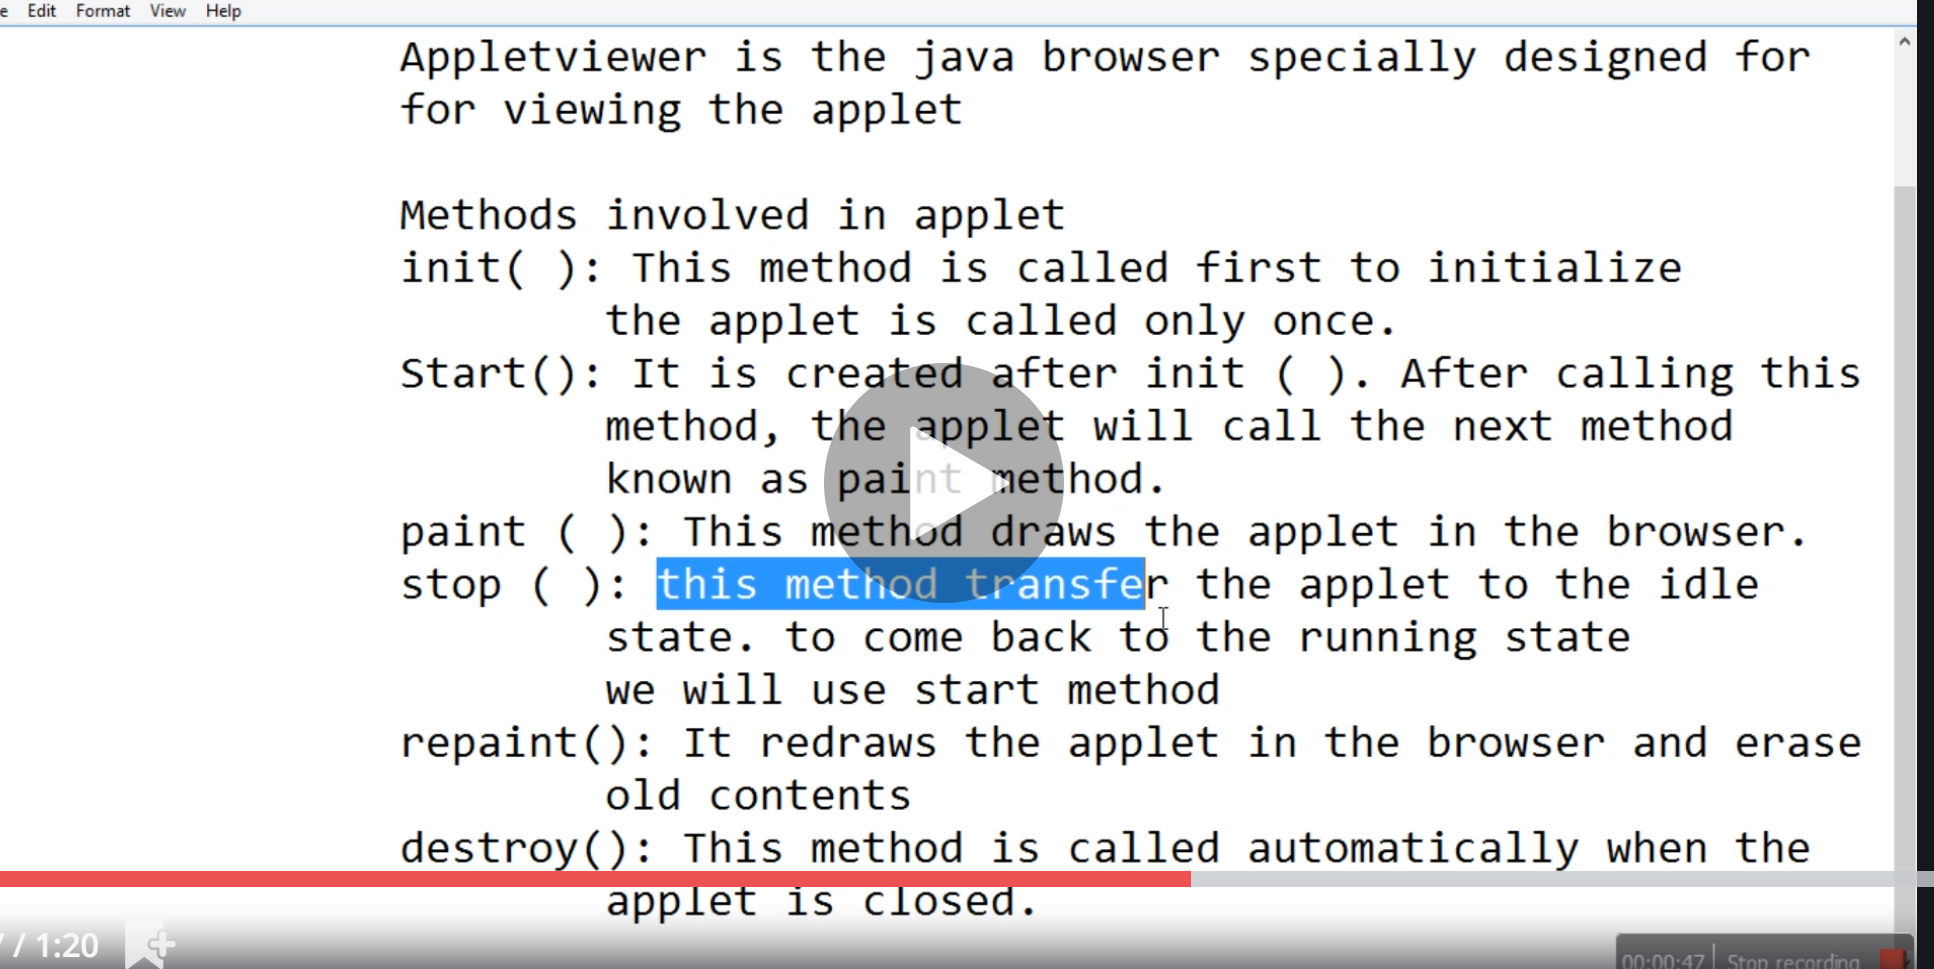 e Edit Format View Help
Appletviewer is the java browser specially designed for
for viewing the applet
Methods involved in applet
init( ): This method is called first to initialize
the applet is called only once.
Start(): It is created after init ( ). After calling this
method, the applet will call the next method
known as paint method.
paint ( ): This method draws the applet in the browser.
stop ( ): this method transfer the applet to the idle
state. to come back to the running state
we will use start method
repaint(): It redraws the applet in the browser and erase
old contents
destroy(): This method is called automatically when the
applet is closed.
7 / 1:20
00:00:47 Stop recording